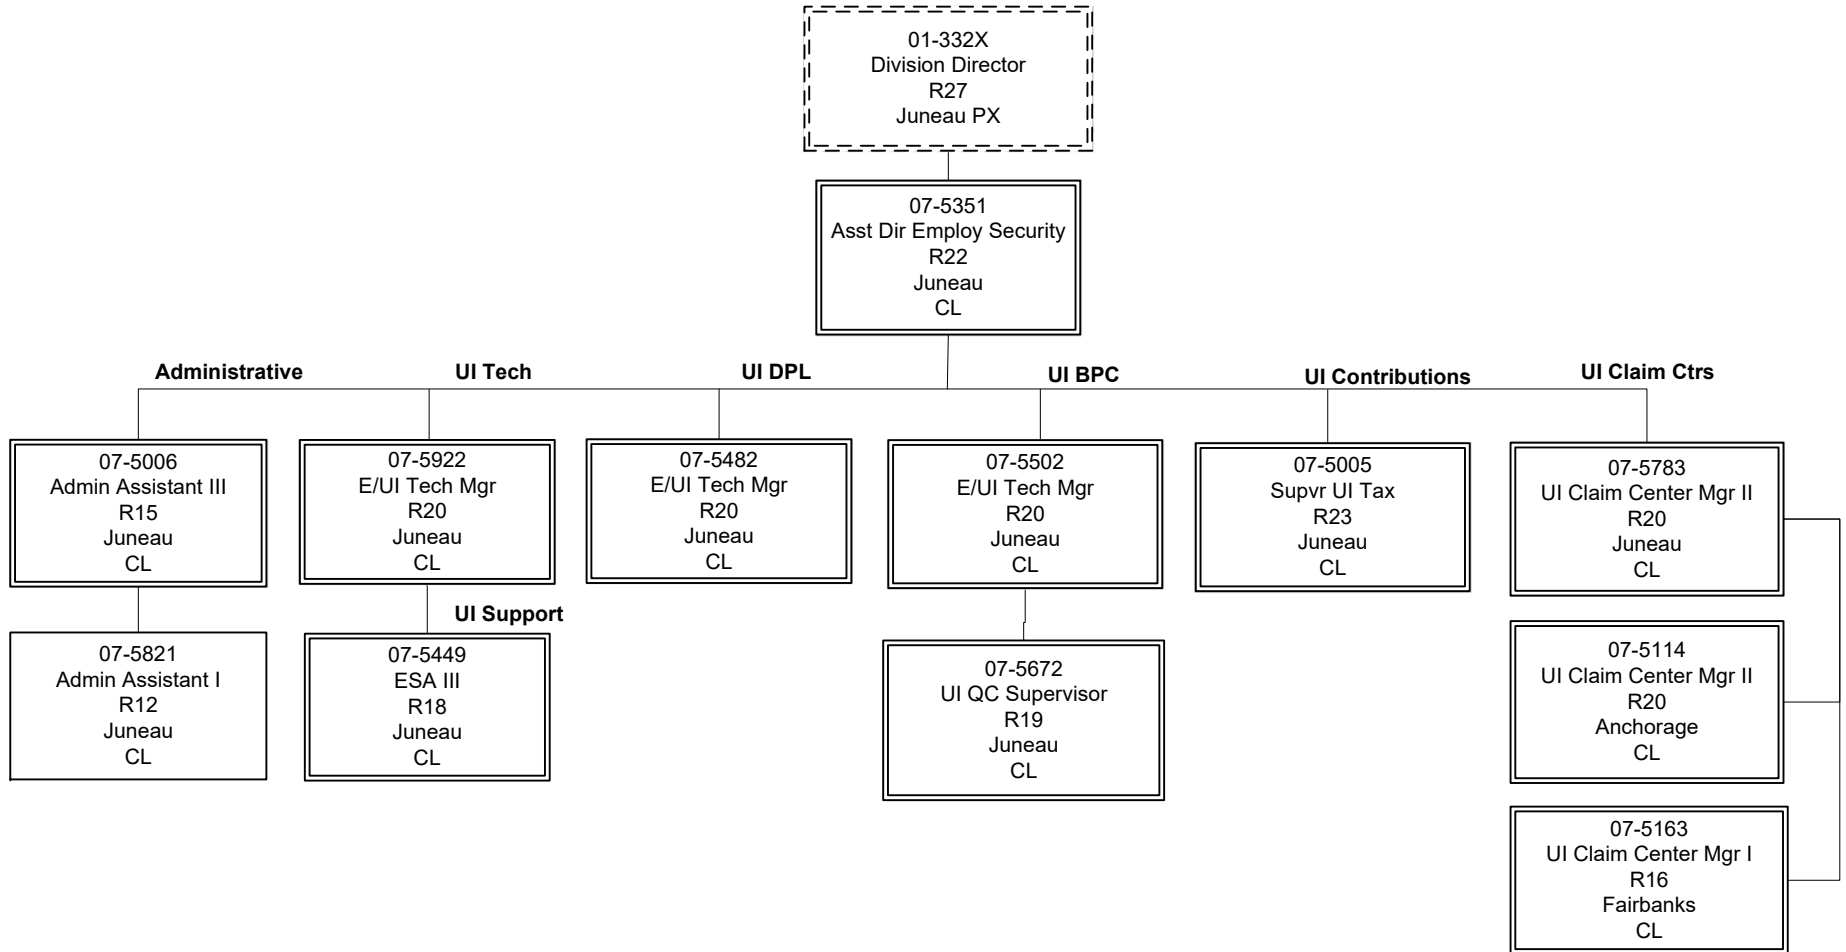 01-332X
Division Director
R27
Juneau PX
07-5351
Asst Dir Employ Security
R22
Juneau
CL
Administrative
UI Tech
UI DPL
UI BPC
UI Contributions
UI Claim Ctrs
07-5006
Admin Assistant III
R15
Juneau
CL
07-5922
E/UI Tech Mgr
R20
Juneau
CL
07-5482
E/UI Tech Mgr
R20
Juneau
CL
07-5502
E/UI Tech Mgr
R20
Juneau
CL
07-5005
Supvr UI Tax
R23
Juneau
CL
07-5783
UI Claim Center Mgr II
R20
Juneau
CL
07-5821
Admin Assistant I
R12
Juneau
CL
UI Support
07-5449
ESA III
R18
Juneau
CL
07-5672
UI QC Supervisor
R19
Juneau
CL
07-5114
UI Claim Center Mgr II
R20
Anchorage
CL
07-5163
UI Claim Center Mgr I
R16
Fairbanks
CL